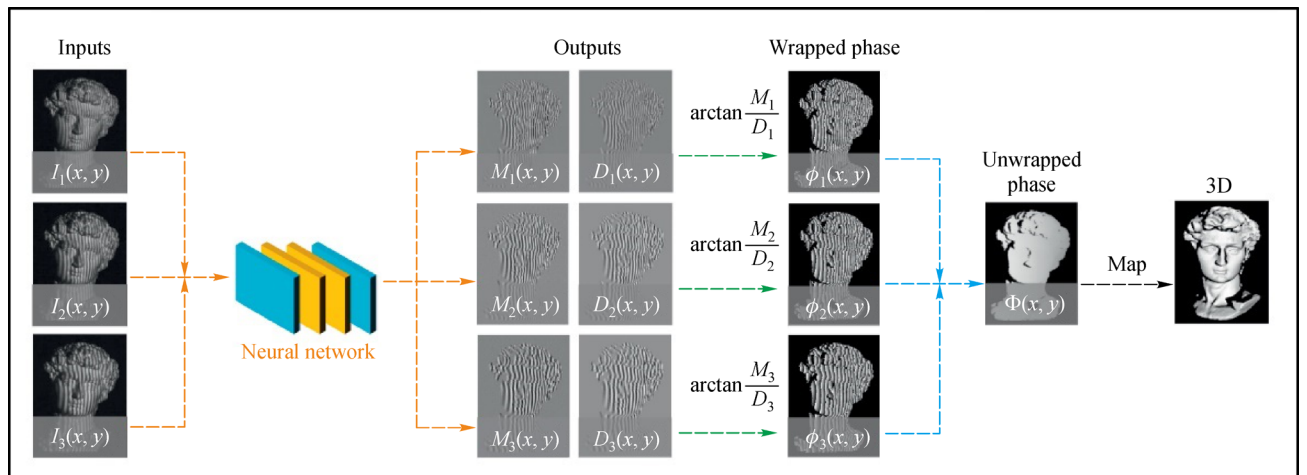 Inputs
Outputs
Wrapped phase
I₁(x, y)
M₁(x, y)
D₁(x, y)
arctan M₁/D₁
ϕ₁(x, y)
I₂(x, y)
Neural network
M₂(x, y)
D₂(x, y)
arctan M₂/D₂
ϕ₂(x, y)
I₃(x, y)
M₃(x, y)
D₃(x, y)
arctan M₃/D₃
ϕ₃(x, y)
Unwrapped
phase
Φ(x, y)
Map
3D